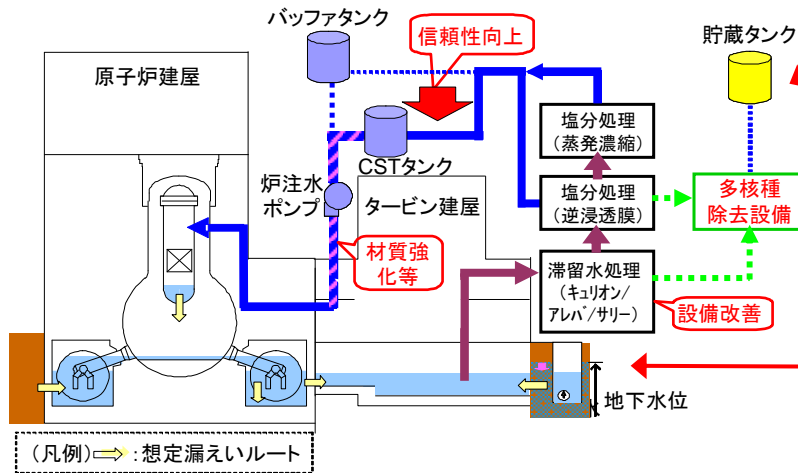 バッファタンク
信頼性向上
貯蔵タンク
原子炉建屋
塩分処理
(蒸発濃縮)
CSTタンク
炉注水
ポンプ
タービン建屋
塩分処理
(逆浸透膜)
多核種
除去設備
材質強
化等
滞留水処理
(キュリオン/
アレバ/サリー)
設備改善
地下水位
(凡例) :想定漏えいルート